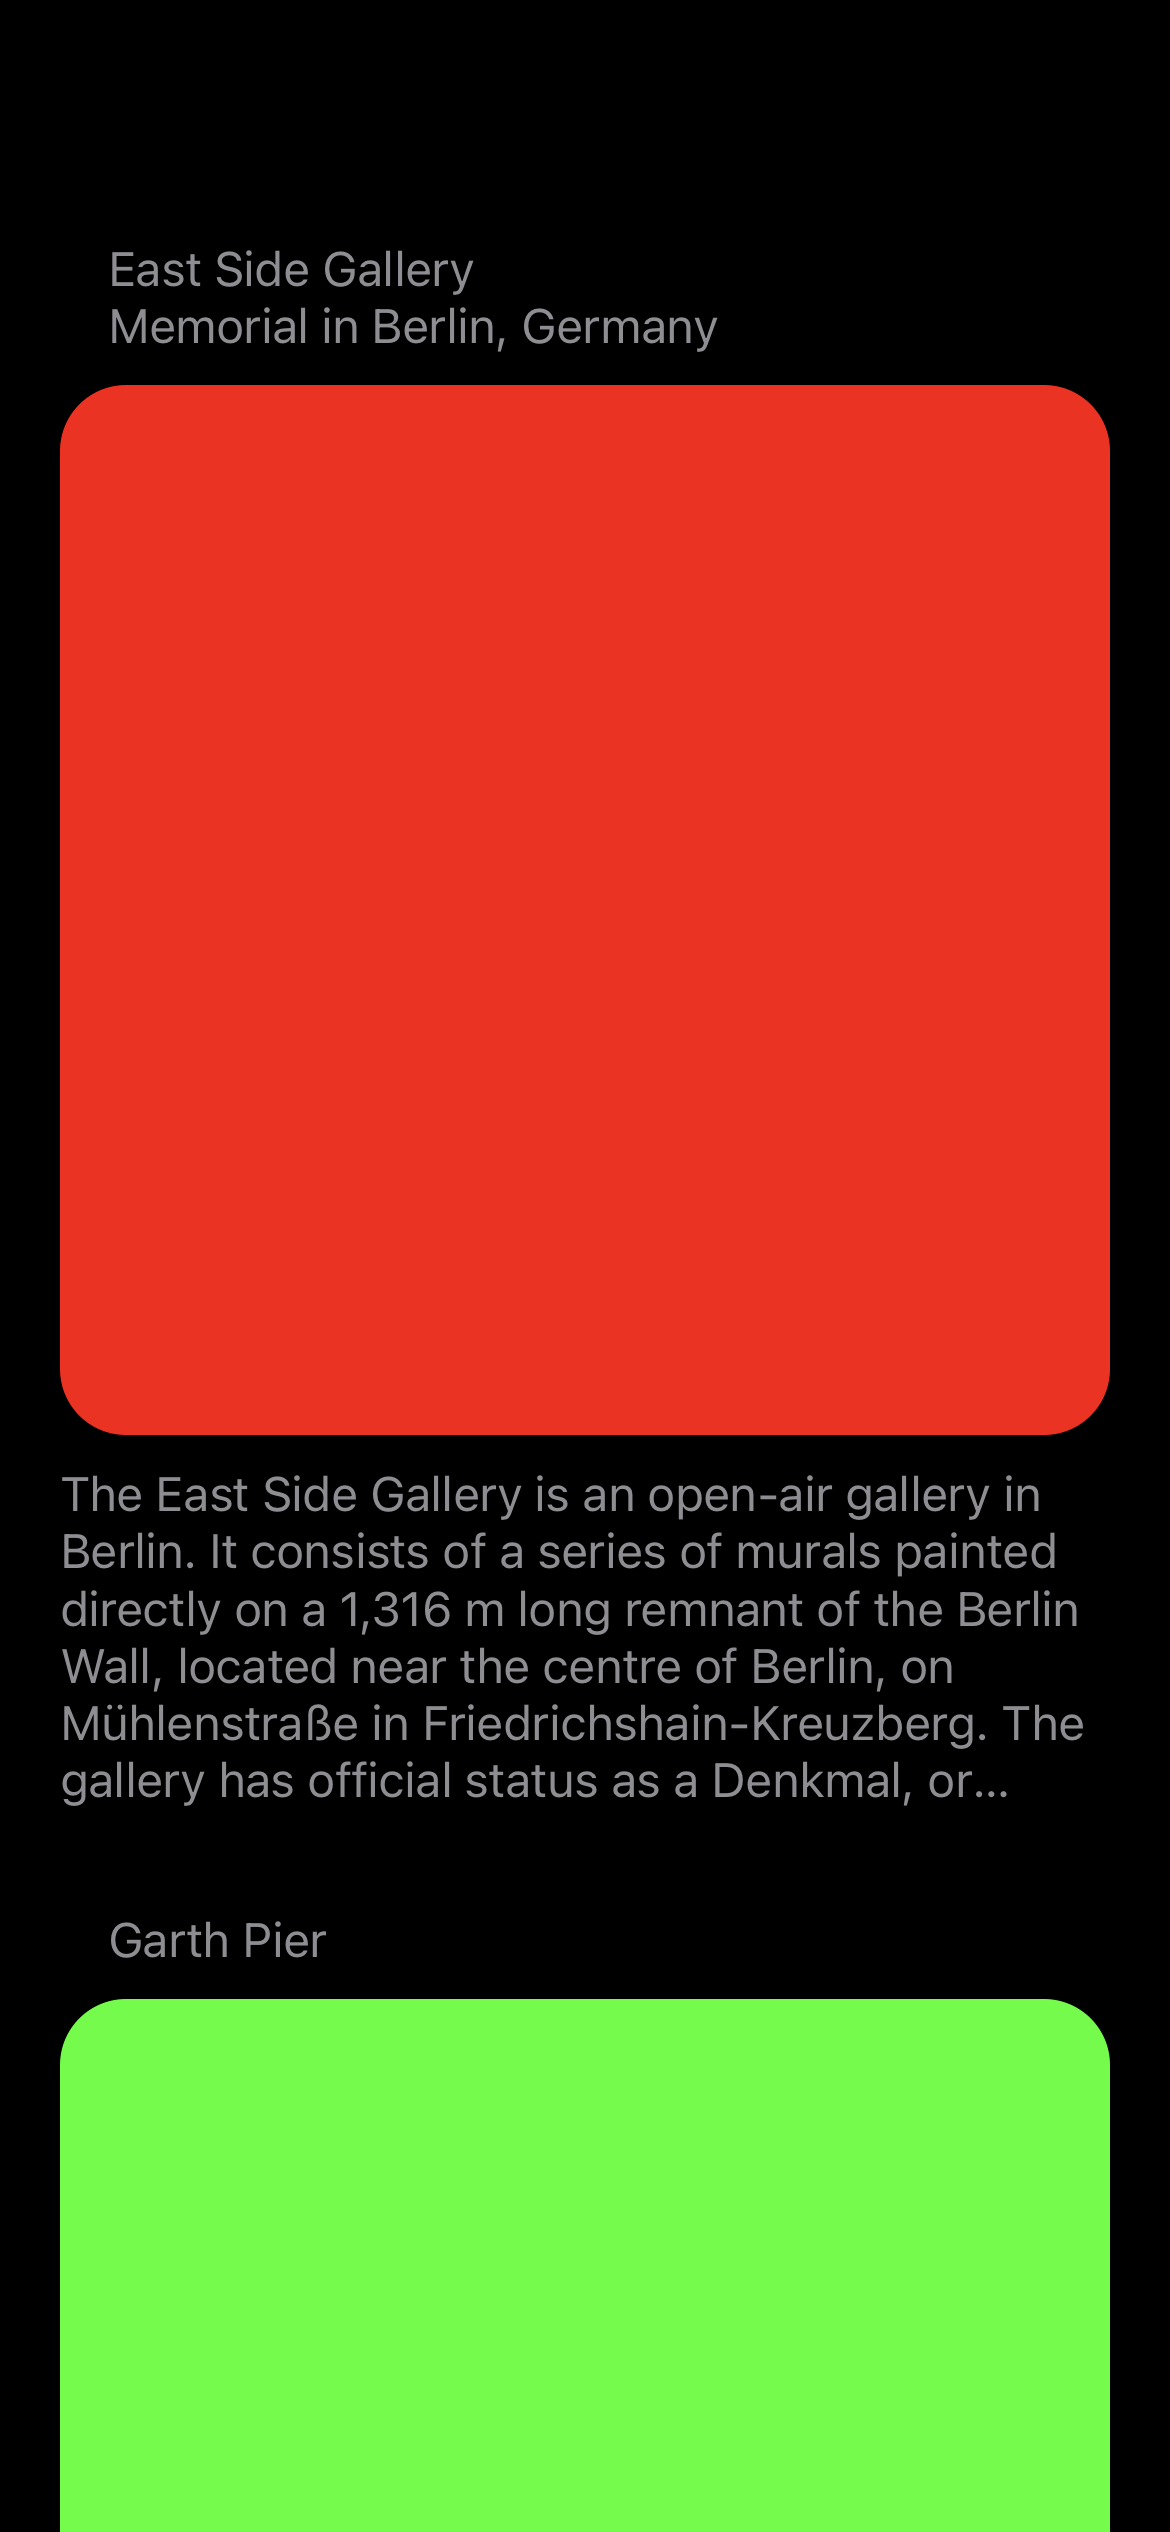 East Side Gallery
Memorial in Berlin, Germany
The East Side Gallery is an open-air gallery in
Berlin. It consists of a series of murals painted
directly on a 1,316 m long remnant of the Berlin
Wall, located near the centre of Berlin, on
Mühlenstraße in Friedrichshain-Kreuzberg. The
gallery has official status as a Denkmal, or...
Garth Pier